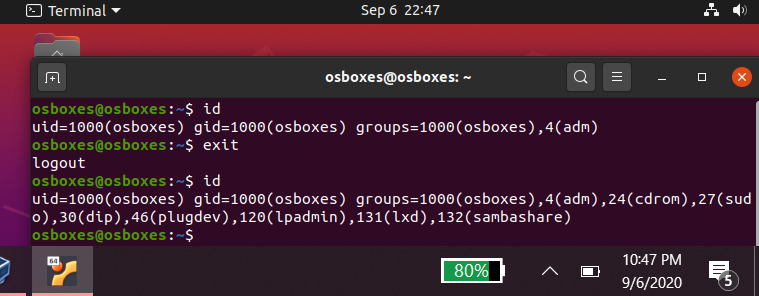 Terminal
Sep 6 22:47
osboxes@osboxes: ~
osboxes@osboxes:~$ id
uid=1000(osboxes) gid=1000(osboxes) groups=1000(osboxes),4(adm)
osboxes@osboxes:~$ exit
logout
osboxes@osboxes:~$ id
uid=1000(osboxes) gid=1000(osboxes) groups=1000(osboxes),4(adm),24(cdrom),27(sud
o),30(dip),46(plugdev),120(lpadmin),131(lxd),132(sambashare)
osboxes@osboxes:~$
64
80%
10:47 PM
9/6/2020
5